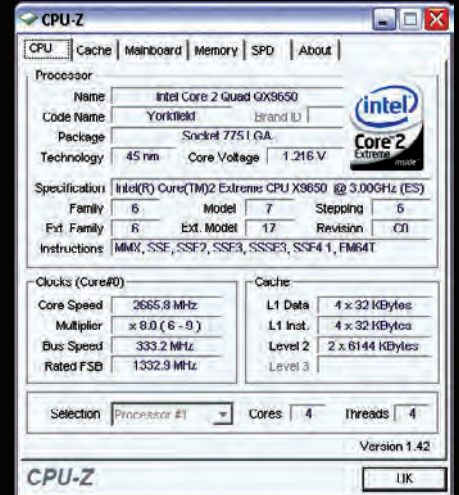 CPU-Z
CPU Cache Mainboard Memory SPD About
Processor
Name Intel Core 2 Quad QX9650
Code Name Yorkfield Brand ID
Package Socket 775 LGA
Technology 45 nm Core Voltage 1.216 V
intel Core 2 Extreme inside
Specification Intel(R) Core(TM)2 Extreme CPU X9650 @ 3.00GHz (ES)
Family 6 Model 7 Stepping 6
Ext. Family 6 Ext. Model 17 Revision C0
Instructions MMX, SSE, SSE2, SSE3, SSSE3, SSE4.1, EM64T
Clocks (Core#0) Cache
Core Speed 2665.8 MHz L1 Data 4 x 32 KBytes
Multiplier x 8.0 ( 6 - 9 ) L1 Inst. 4 x 32 KBytes
Bus Speed 333.2 MHz Level 2 2 x 6144 KBytes
Rated FSB 1332.9 MHz Level 3
Selection Processor #1 Cores 4 Threads 4
Version 1.42
CPU-Z OK